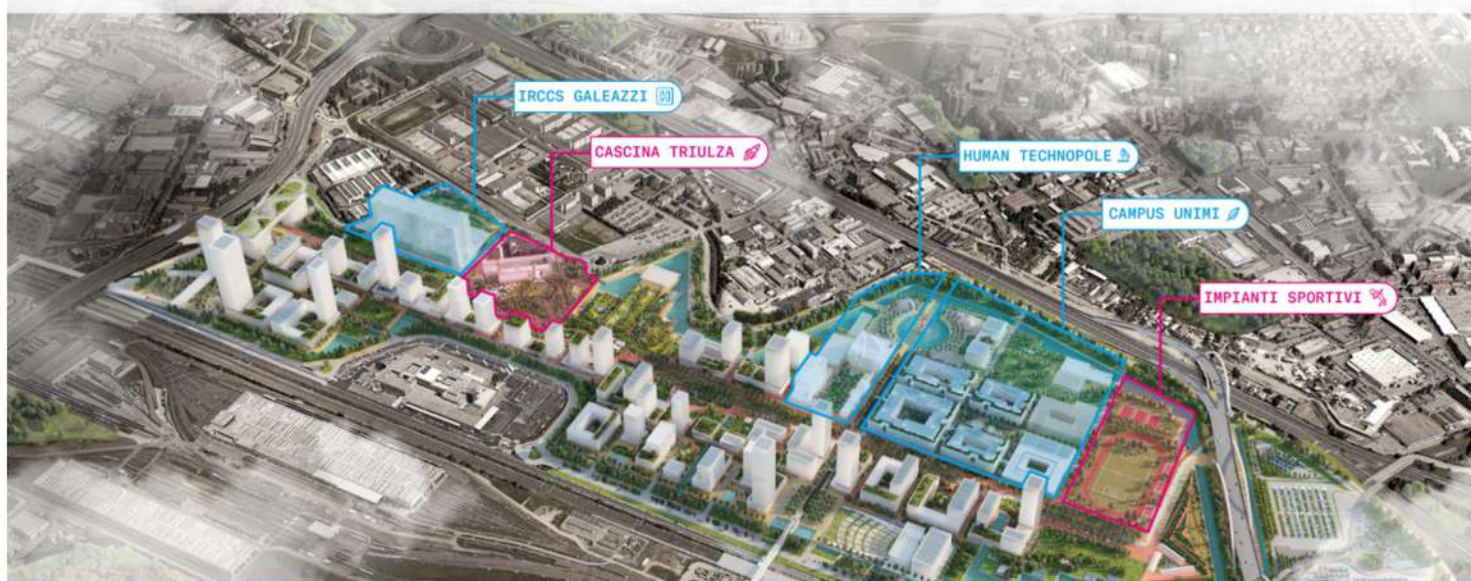 IRCCS GALEAZZI
CASCINA TRIULZA
HUMAN TECHNOPOLE
CAMPUS UNIMI
IMPIANTI SPORTIVI